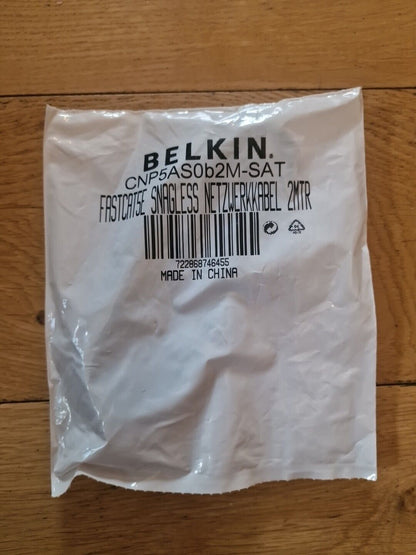 BELKIN.
CNP5AS0b2M-SAT
FASTCAT5E SNAGLESS NETZWERKKABEL 2MTR
722868746455
MADE IN CHINA